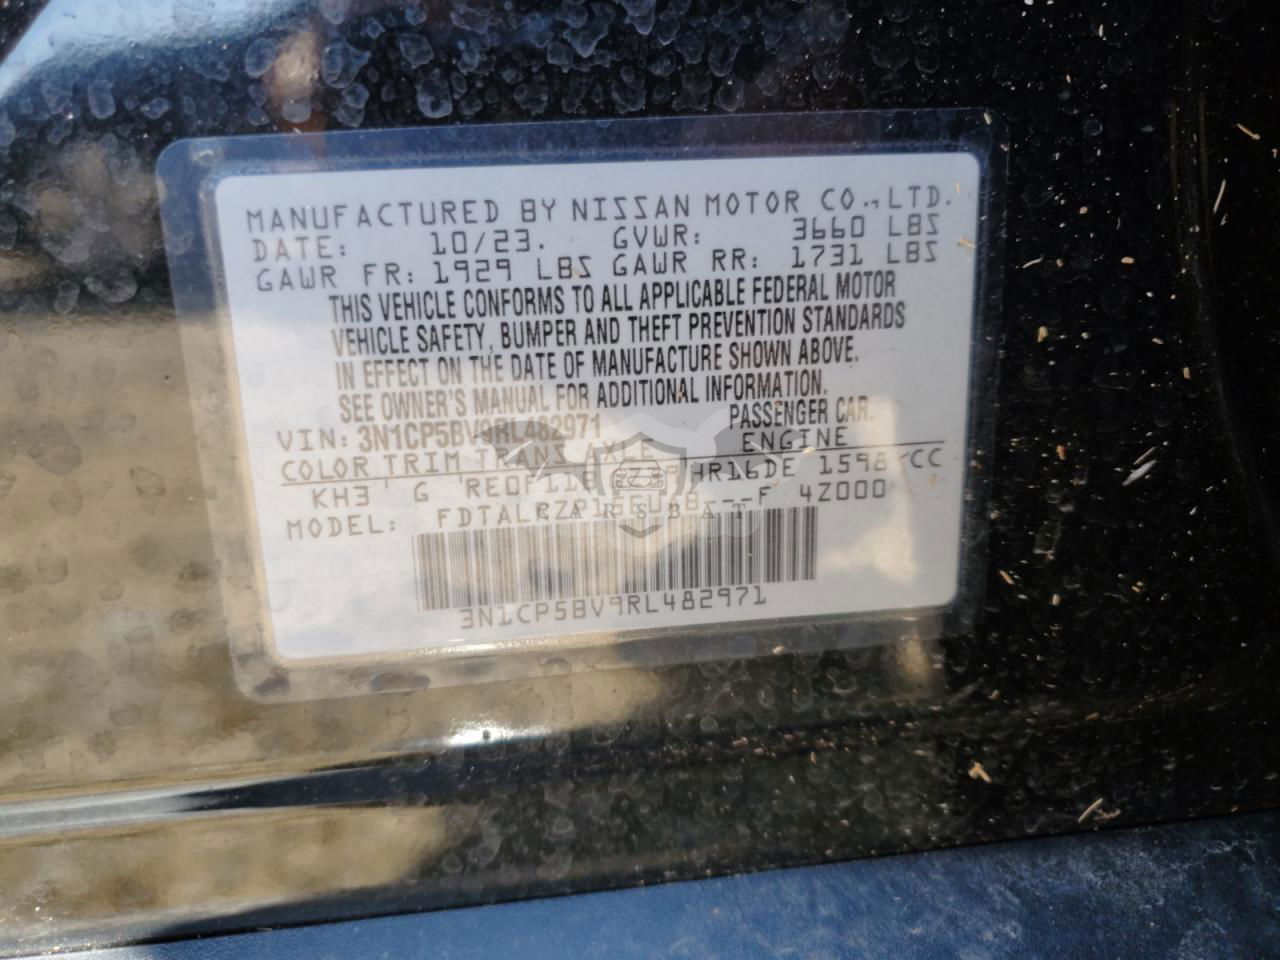 MANUFACTURED BY NISSAN MOTOR CO., LTD.
DATE: 10/23. GVWR: 3660 LBS
GAWR FR: 1929 LBS GAWR RR: 1731 LBS
THIS VEHICLE CONFORMS TO ALL APPLICABLE FEDERAL MOTOR
VEHICLE SAFETY, BUMPER AND THEFT PREVENTION STANDARDS
IN EFFECT ON THE DATE OF MANUFACTURE SHOWN ABOVE.
SEE OWNER'S MANUAL FOR ADDITIONAL INFORMATION.
VIN: 3N1CP5BV9RL482971 PASSENGER CAR.
COLOR TRIM TRANS AXLE ENGINE
KH3 G HR16DE 1598 CC
MODEL: F 4Z000
CARSBAT
3N1CP5BV9RL482971